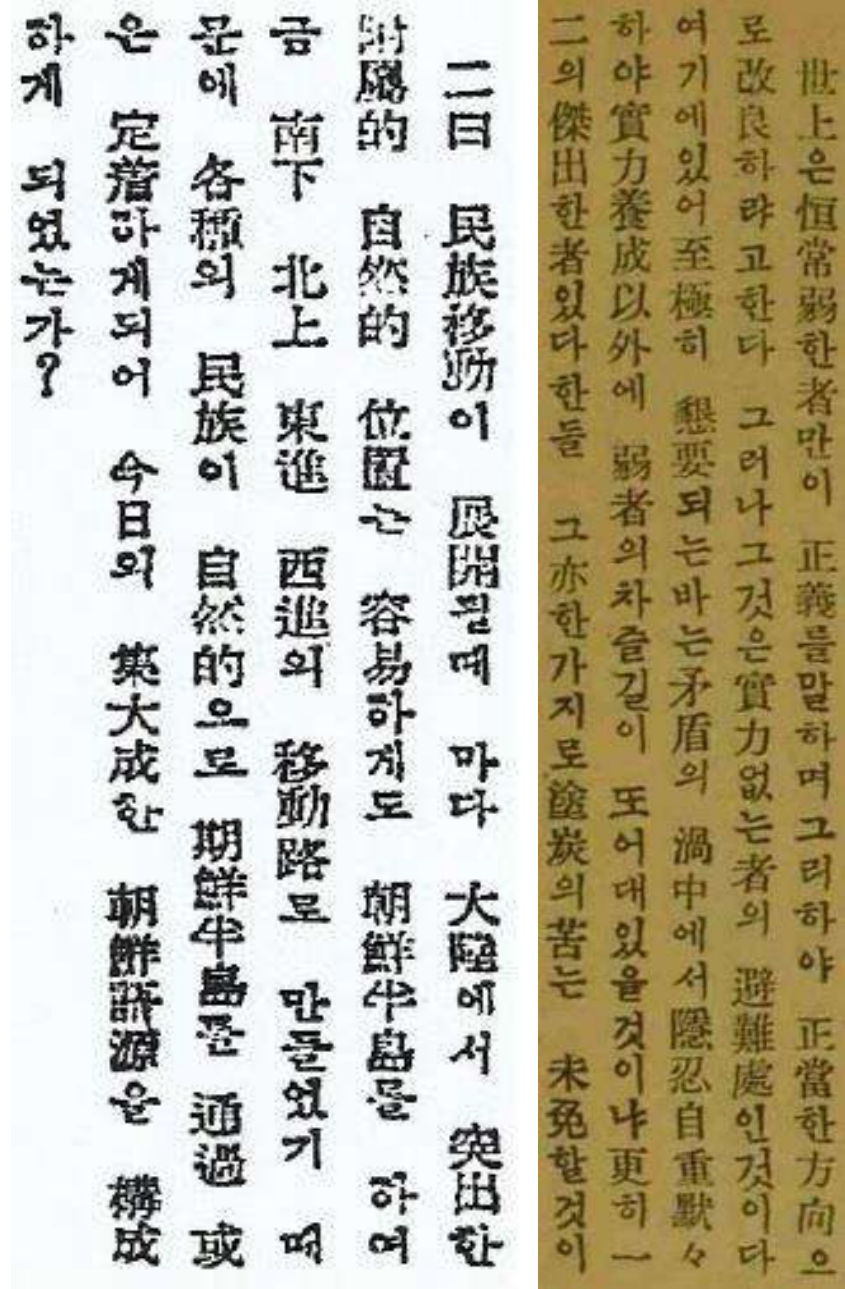 世上은恒常弱한者만이 正義를말하며그리하야 正當한方向으
로改良하랴고한다 그러나그것은實力없는者의 避難處인것이다
여기에있어至極히 懇要되는바는矛盾의 渦中에서隱忍自重默々
하야實力養成以外에 弱者의차즐길이 또어대있을것이냐更히一
二의傑出한者있다한들 그亦한가지로塗炭의苦는 未免할것이
二曰 民族移動이 展開될때 마다 大陸에서 突出한
附屬的 自然的 位置는 容易하게도 朝鮮半島를 하여
금 南下 北上 東進 西進의 移動路로 만들었기 때
문에 各種의 民族이 自然的으로 期鮮半島를 通過 或
은 定着하게되어 今日의 集大成한 朝鮮語源을 構成
하게 되었는가?